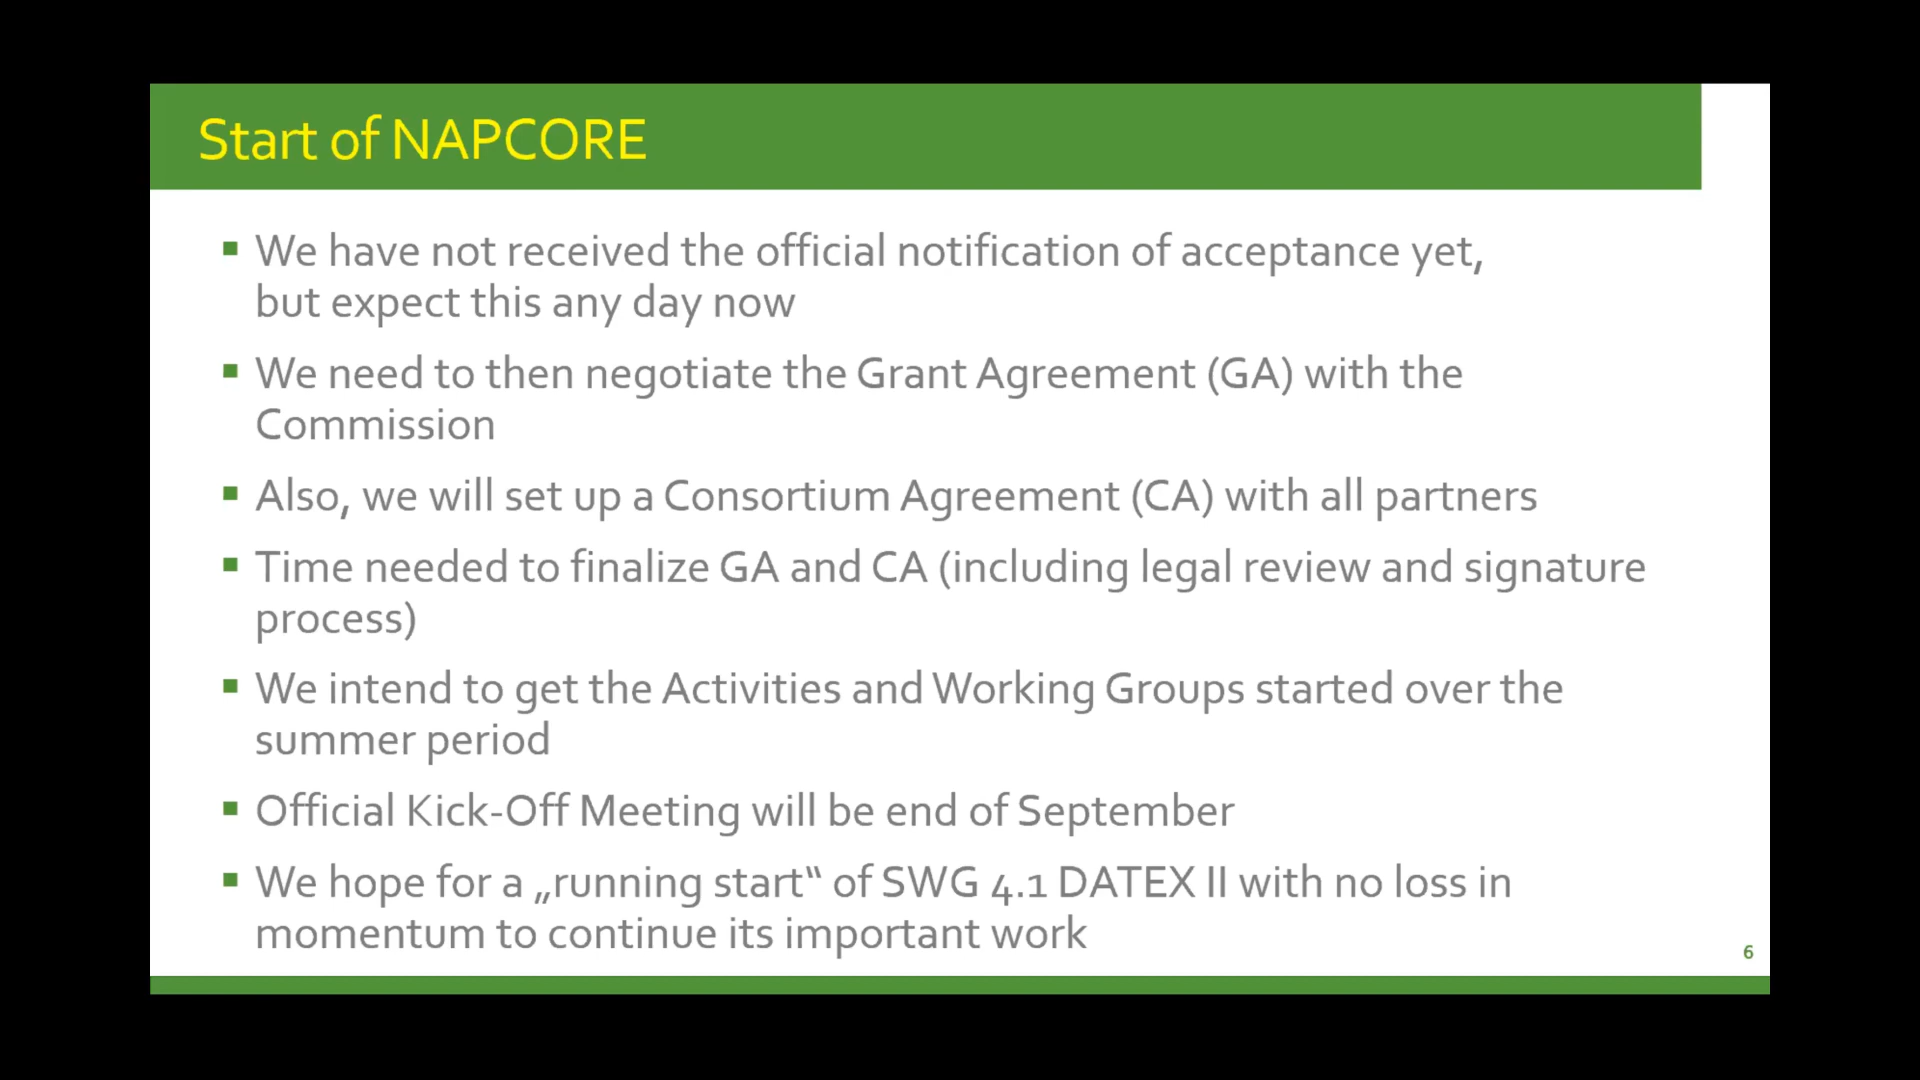 Start of NAPCORE
▪ We have not received the official notification of acceptance yet,
but expect this any day now
▪ We need to then negotiate the Grant Agreement (GA) with the
Commission
▪ Also, we will set up a Consortium Agreement (CA) with all partners
▪ Time needed to finalize GA and CA (including legal review and signature
process)
▪ We intend to get the Activities and Working Groups started over the
summer period
▪ Official Kick-Off Meeting will be end of September
▪ We hope for a „running start“ of SWG 4.1 DATEX II with no loss in
momentum to continue its important work
6